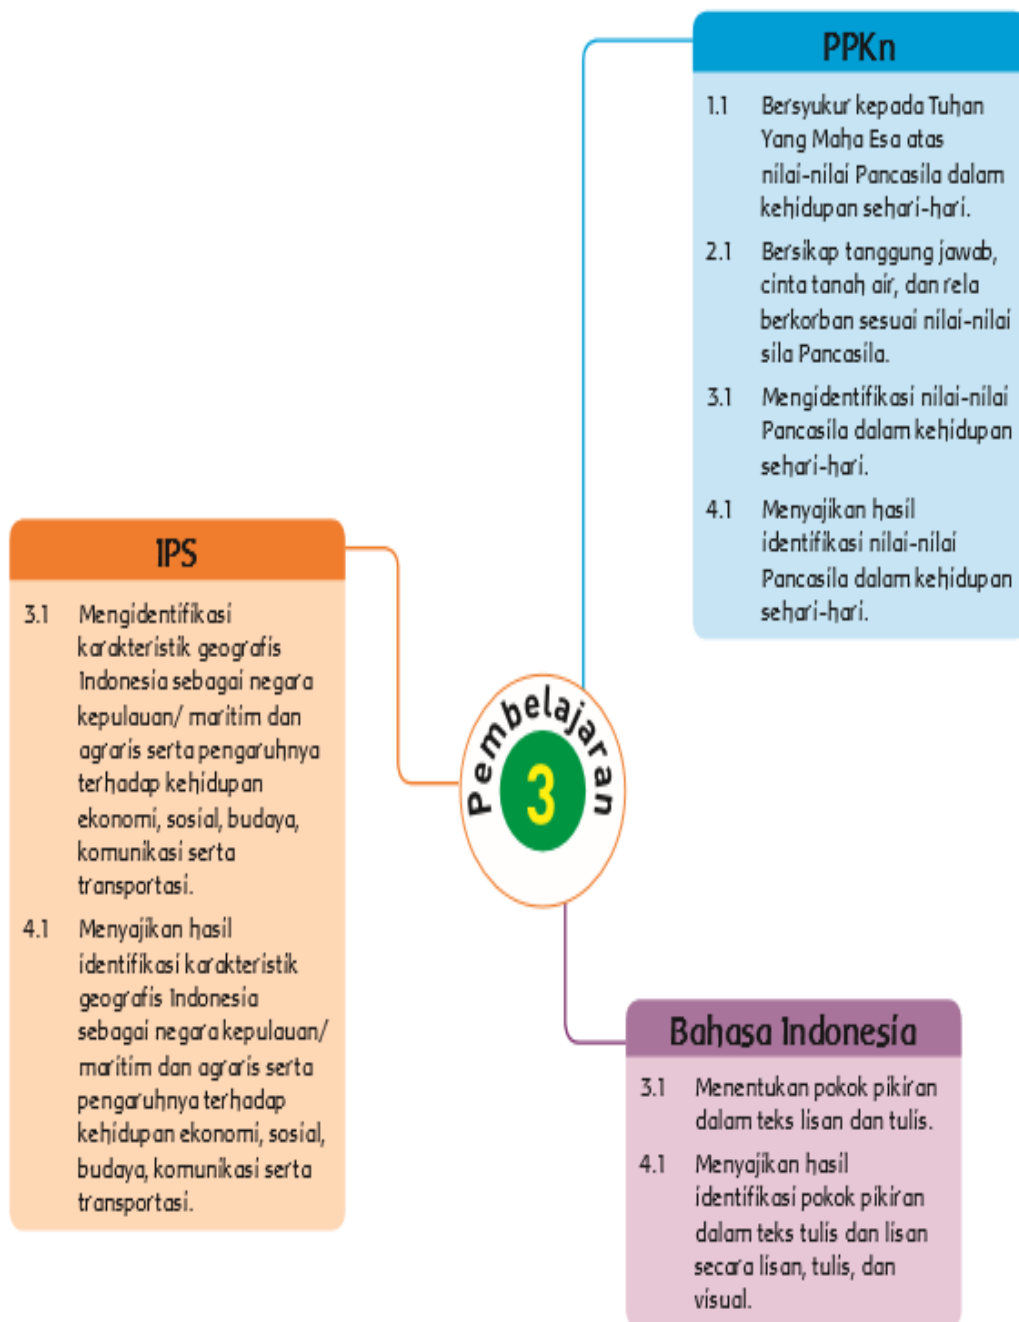 PPKn
1.1 Bersyukur kepada Tuhan
Yang Maha Esa atas
nilai-nilai Pancasila dalam
kehidupan sehari-hari.
2.1 Bersikap tanggung jawab,
cinta tanah air, dan rela
berkorban sesuai nilai-nilai
sila Pancasila.
3.1 Mengidentifikasi nilai-nilai
Pancasila dalam kehidupan
sehari-hari.
4.1 Menyajikan hasil
identifikasi nilai-nilai
Pancasila dalam kehidupan
sehari-hari.
IPS
3.1 Mengidentifikasi
karakteristik geografis
Indonesia sebagai negara
kepulauan/ maritim dan
agraris serta pengaruhnya
terhadap kehidupan
ekonomi, sosial, budaya,
komunikasi serta
transportasi.
4.1 Menyajikan hasil
identifikasi karakteristik
geografis Indonesia
sebagai negara kepulauan/
maritim dan agraris serta
pengaruhnya terhadap
kehidupan ekonomi, sosial,
budaya, komunikasi serta
transportasi.
Pembelajaran
3
Bahasa Indonesia
3.1 Menentukan pokok pikiran
dalam teks lisan dan tulis.
4.1 Menyajikan hasil
identifikasi pokok pikiran
dalam teks tulis dan lisan
secara lisan, tulis, dan
visual.